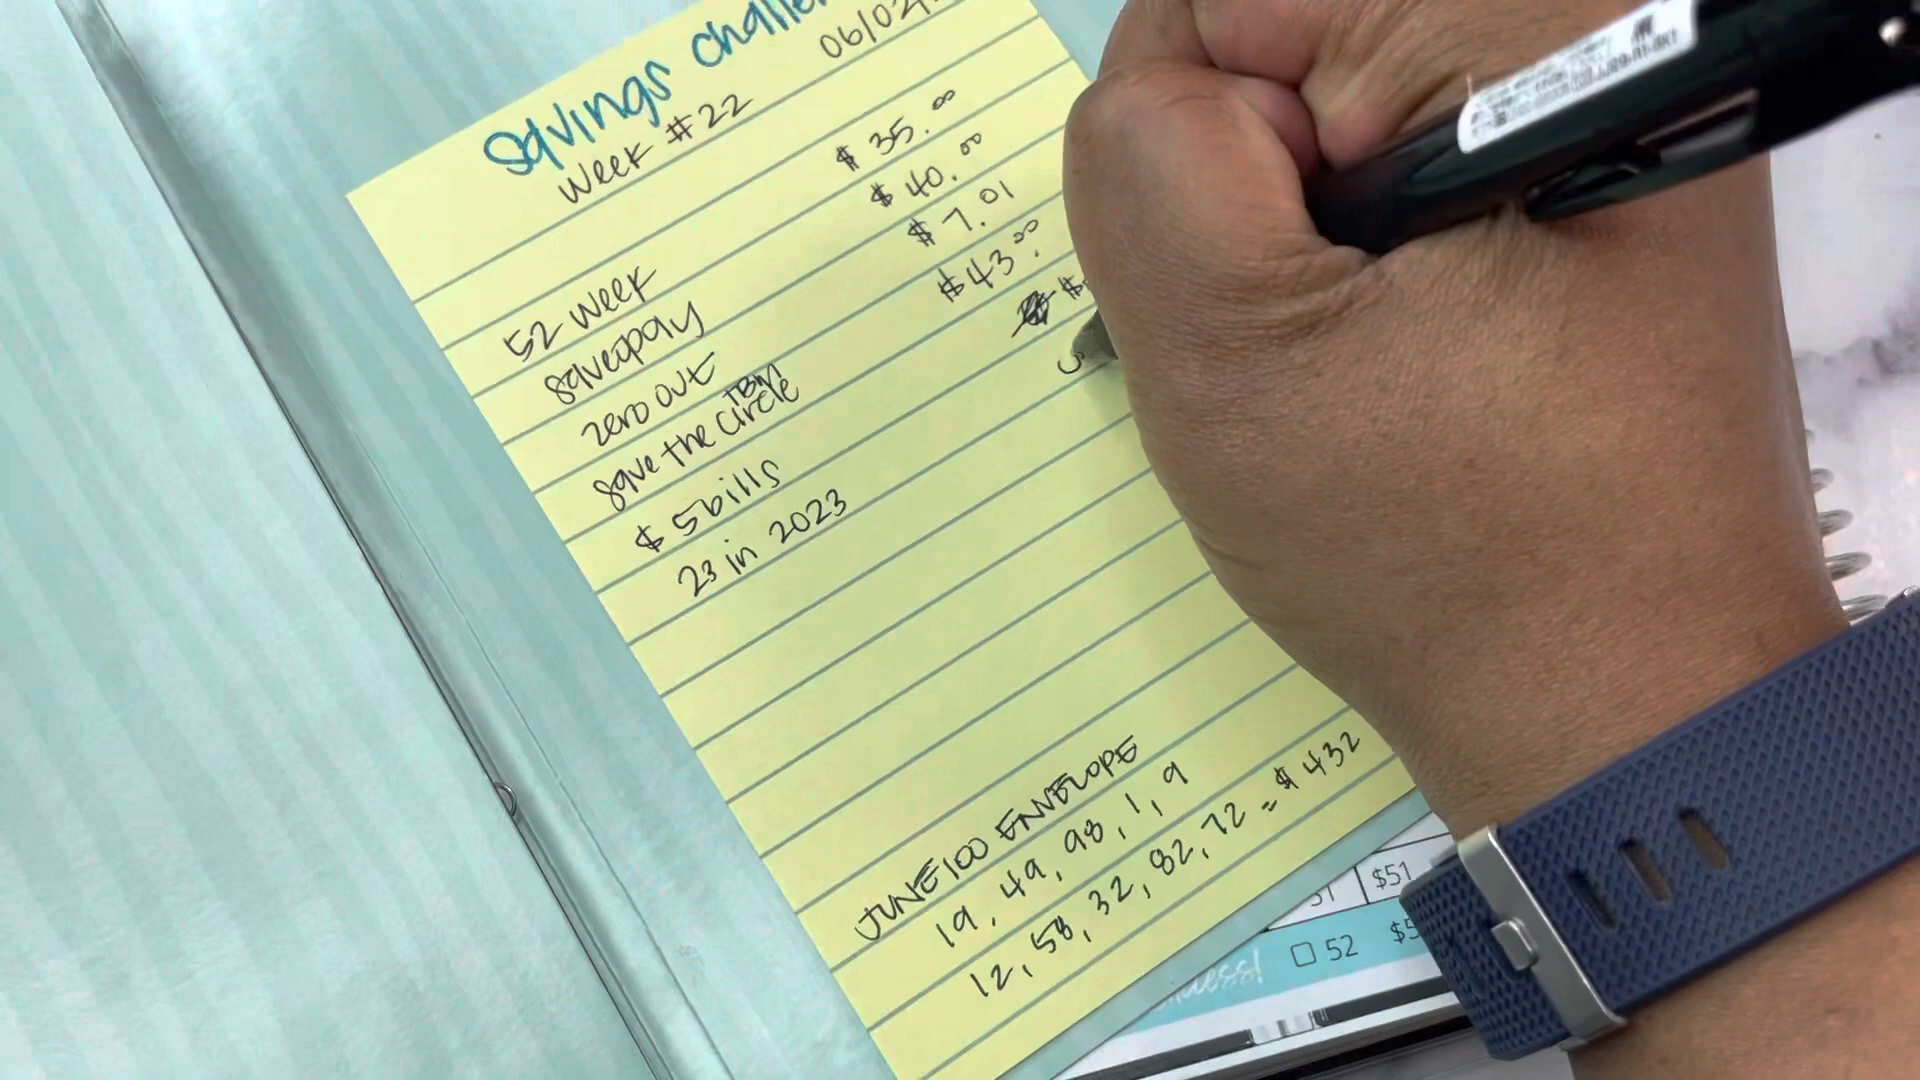 savings
Week #22
06/02
52 Week $35.00
saveapay $40.00
zero out $7.01
save the circle TBM $43.00
$5 bills $
23 in 2023
JUNE 100 ENVELOPE
19, 49, 98, 1, 9
12, 58, 32, 82, 72 = $432
$51
52